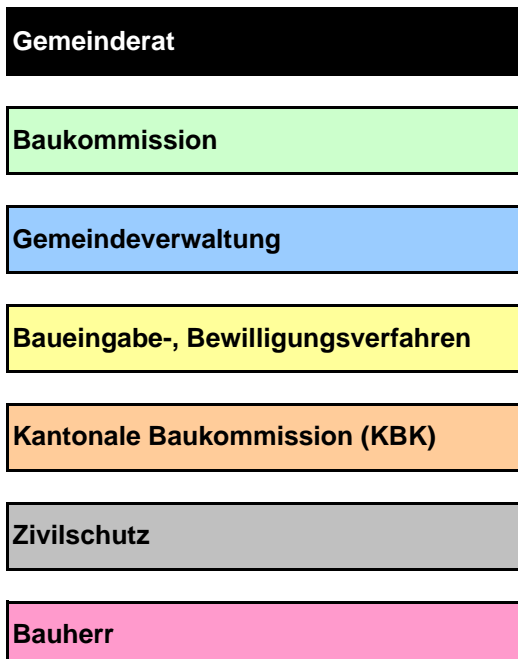 Gemeinderat
Baukommission
Gemeindeverwaltung
Baueingabe-, Bewilligungsverfahren
Kantonale Baukommission (KBK)
Zivilschutz
Bauherr